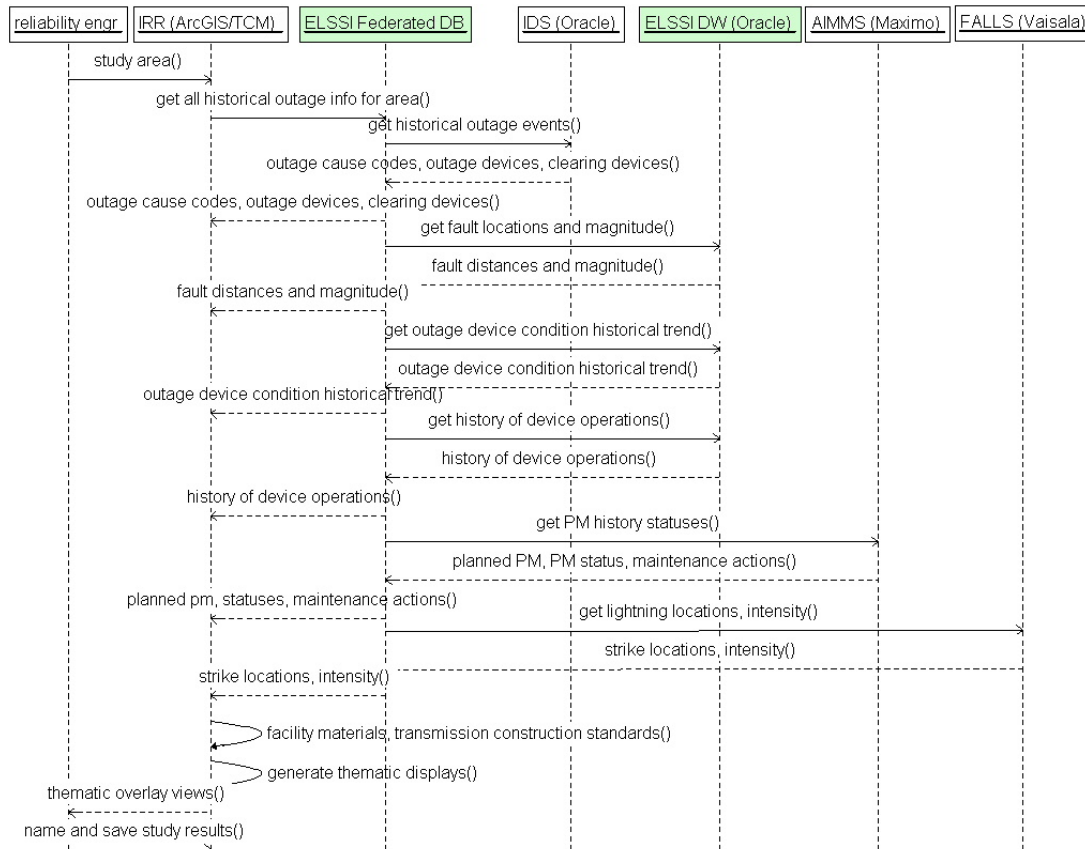 reliability engr
IRR (ArcGIS/TCM)
ELSSI Federated DB
IDS (Oracle)
ELSSI DW (Oracle)
AIMMS (Maximo)
FALLS (Vaisala)
study area()
get all historical outage info for area()
get historical outage events()
outage cause codes, outage devices, clearing devices()
outage cause codes, outage devices, clearing devices()
get fault locations and magnitude()
fault distances and magnitude()
fault distances and magnitude()
get outage device condition historical trend()
outage device condition historical trend()
outage device condition historical trend()
get history of device operations()
history of device operations()
history of device operations()
get PM history statuses()
planned PM, PM status, maintenance actions()
planned pm, statuses, maintenance actions()
get lightning locations, intensity()
strike locations, intensity()
strike locations, intensity()
facility materials, transmission construction standards()
generate thematic displays()
thematic overlay views()
name and save study results()